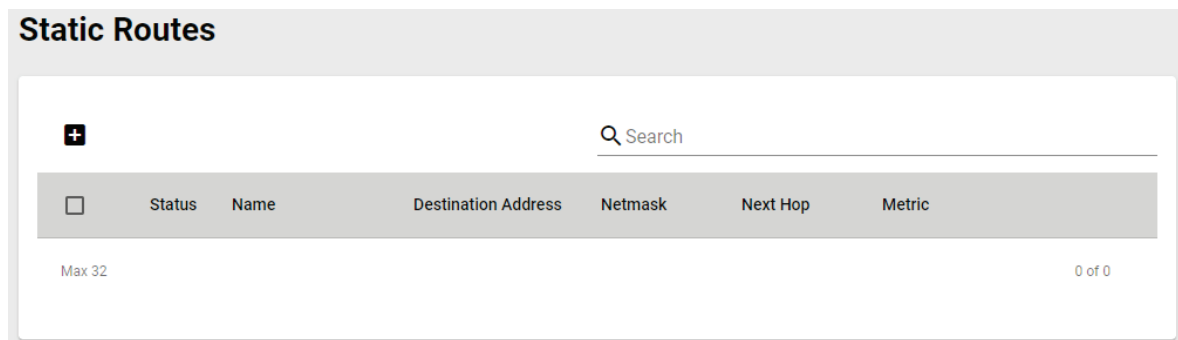 Static Routes
Search
Status Name Destination Address Netmask Next Hop Metric
Max 32 0 of 0